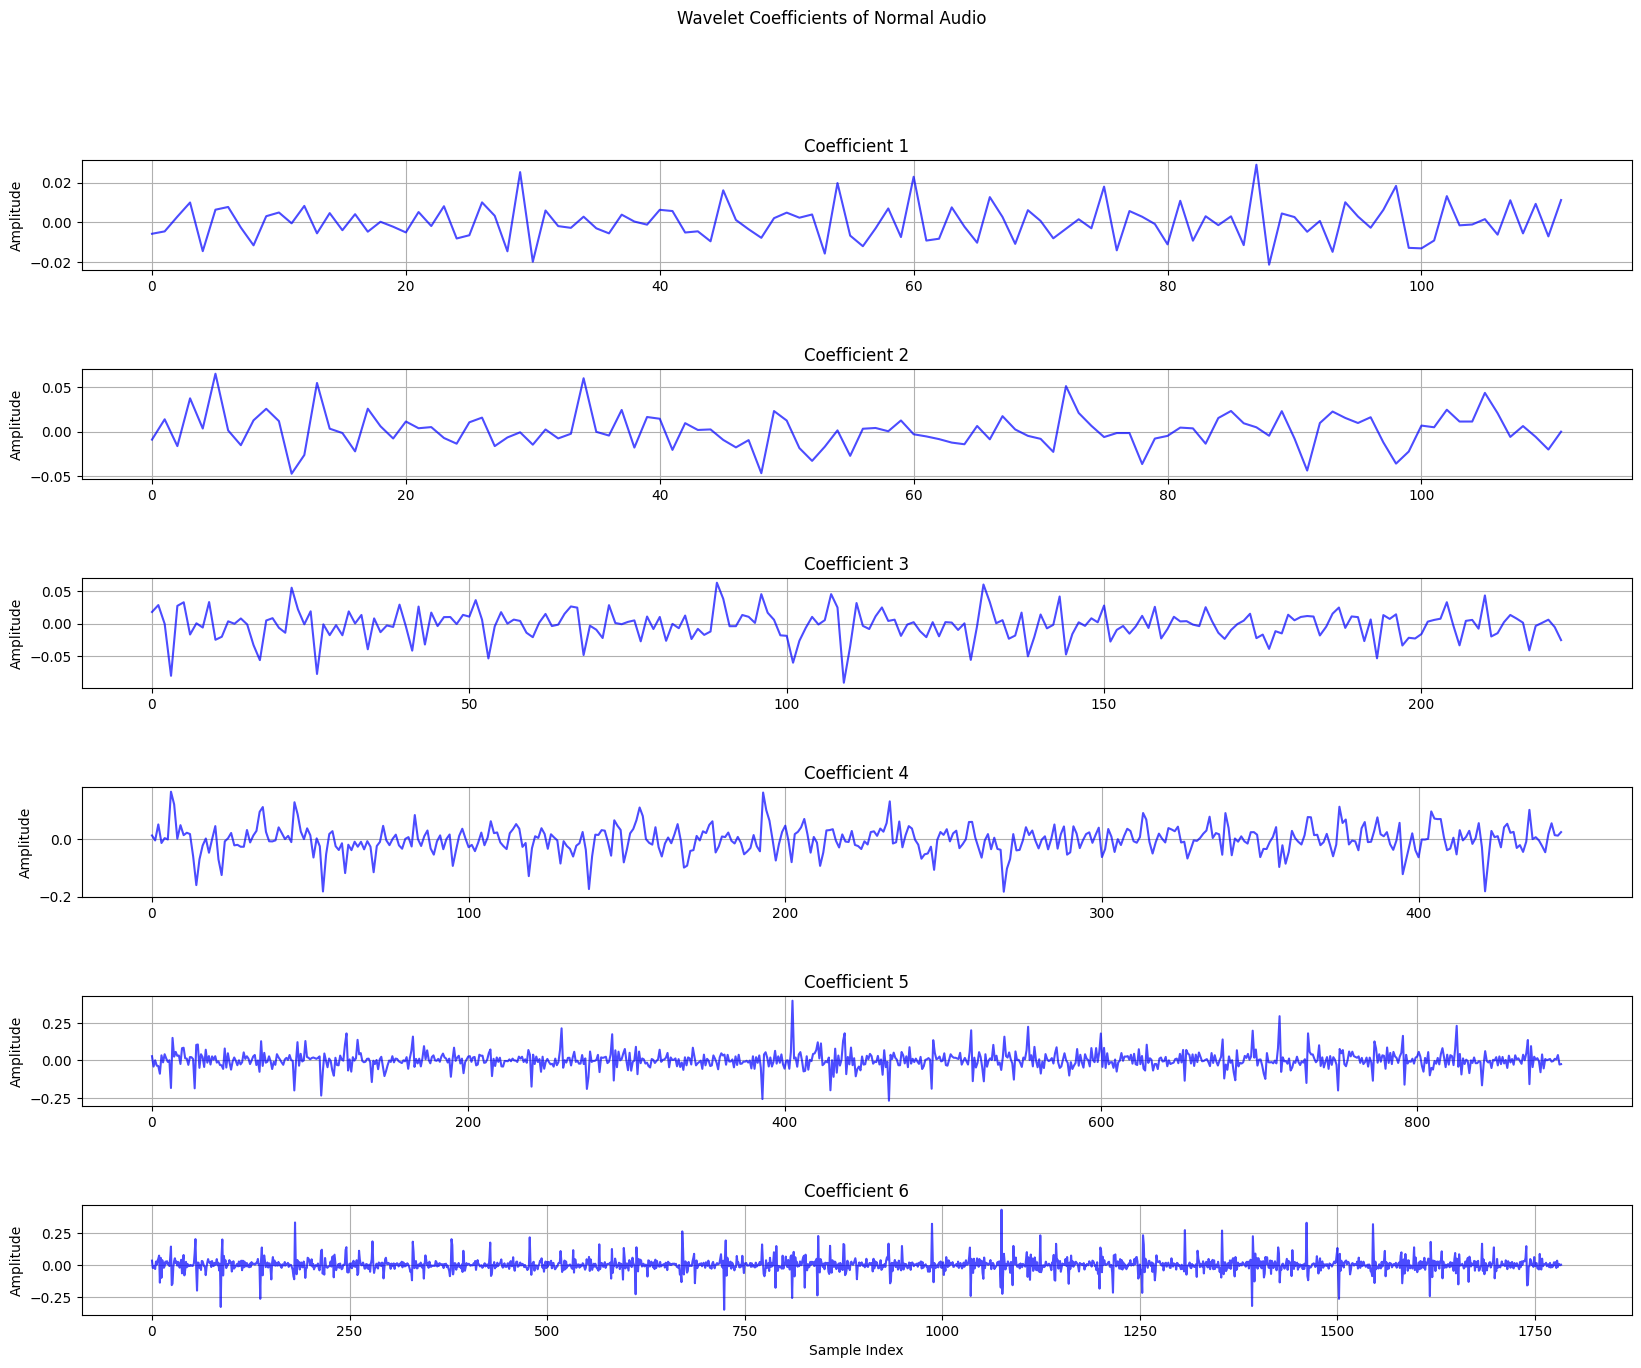 Wavelet Coefficients of Normal Audio
Coefficient 1
Amplitude
0.02
0.00
−0.02
0 20 40 60 80 100
Coefficient 2
Amplitude
0.05
0.00
−0.05
0 20 40 60 80 100
Coefficient 3
Amplitude
0.05
0.00
−0.05
0 50 100 150 200
Coefficient 4
Amplitude
0.0
−0.2
0 100 200 300 400
Coefficient 5
Amplitude
0.25
0.00
−0.25
0 200 400 600 800
Coefficient 6
Amplitude
0.25
0.00
−0.25
0 250 500 750 1000 1250 1500 1750
Sample Index